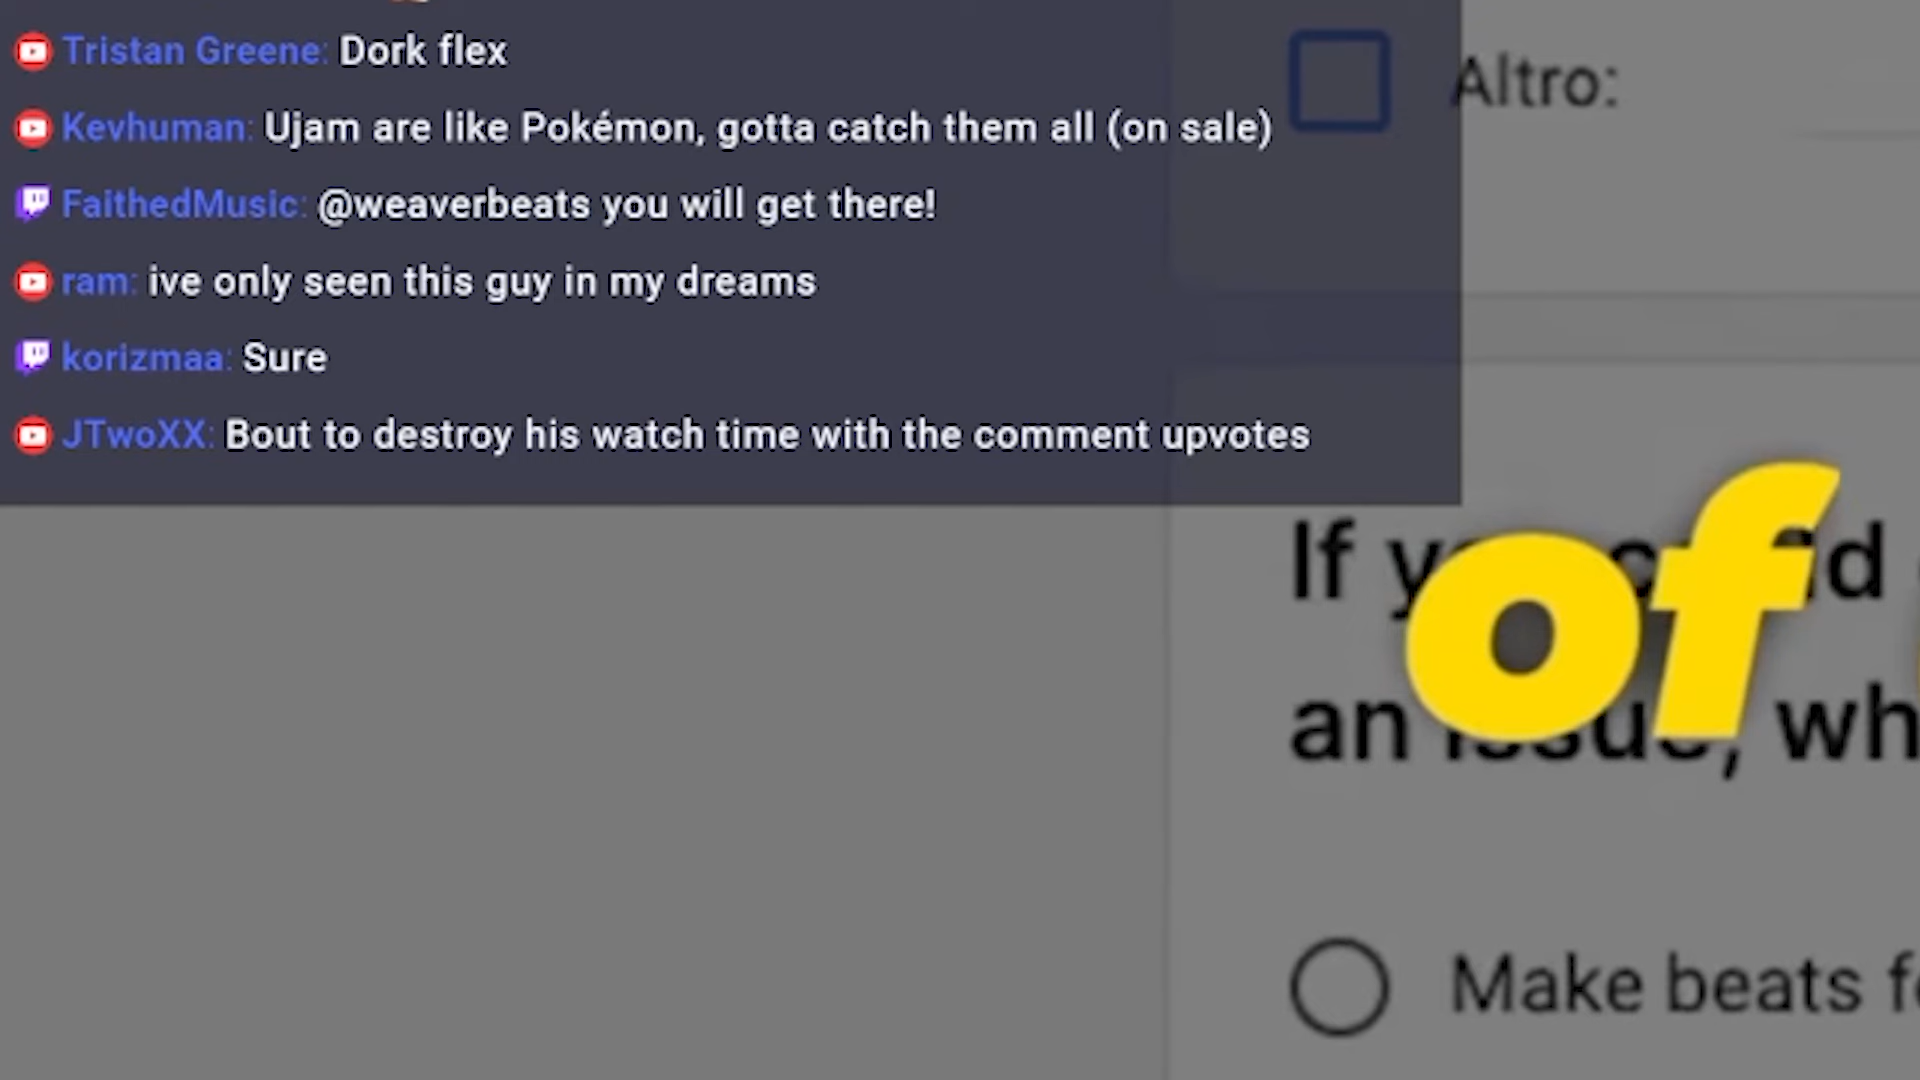 Tristan Greene: Dork flex
Kevhuman: Ujam are like Pokémon, gotta catch them all (on sale)
FaithedMusic: @weaverbeats you will get there!
ram: ive only seen this guy in my dreams
korizmaa: Sure
JTwoXX: Bout to destroy his watch time with the comment upvotes
Altro:
If
of
an issue,
Make beats